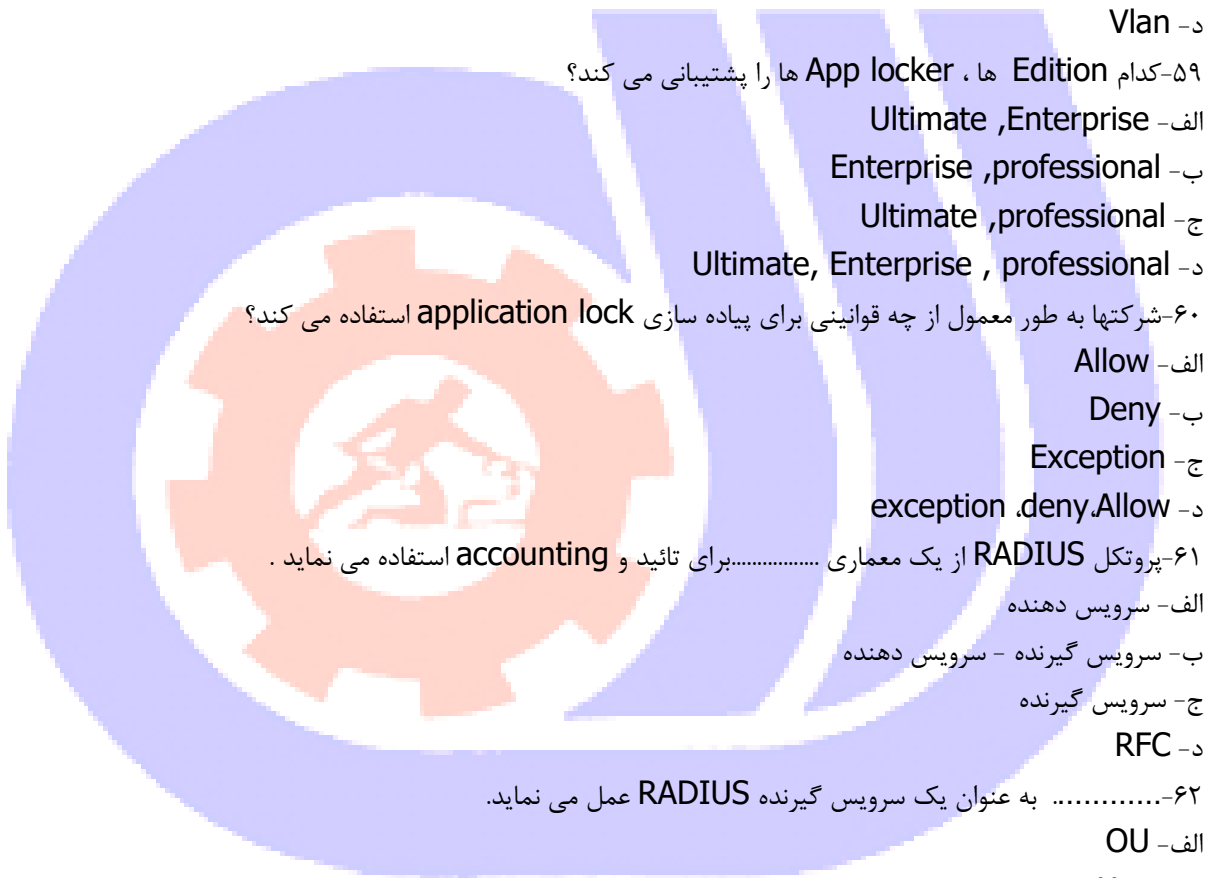 د- Vlan
۵۹-کدام Edition ها ، App locker ها را پشتیبانی می کند؟
الف- Ultimate ,Enterprise
ب- Enterprise ,professional
ج- Ultimate ,professional
د- Ultimate, Enterprise , professional
۶۰-شرکتها به طور معمول از چه قوانینی برای پیاده سازی application lock استفاده می کند؟
الف- Allow
ب- Deny
ج- Exception
د- Allow،deny، exception
۶۱-پروتکل RADIUS از یک معماری .................برای تائید و accounting استفاده می نماید .
الف- سرویس دهنده
ب- سرویس گیرنده - سرویس دهنده
ج- سرویس گیرنده
د- RFC
۶۲-............. به عنوان یک سرویس گیرنده RADIUS عمل می نماید.
الف- OU